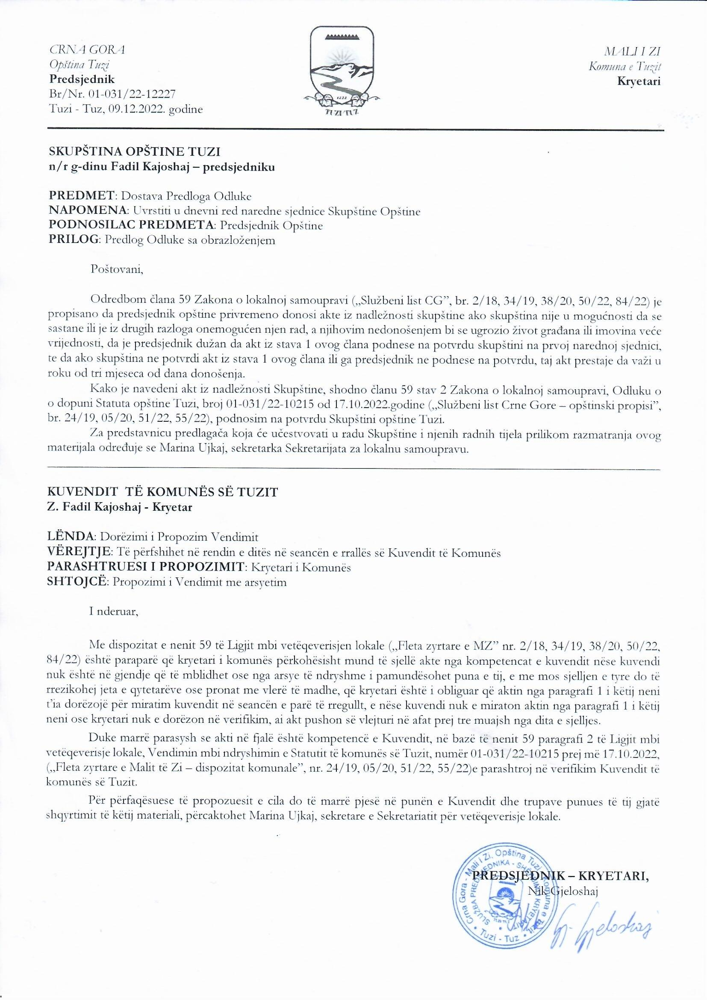 CRNA GORA
Opština Tuzi
Predsjednik
Br/Nr. 01-031/22-12227
Tuzi - Tuz, 09.12.2022. godine
1222
TUZI/TUZ
MALI I ZI
Komuna e Tuzit
Kryetari
SKUPŠTINA OPŠTINE TUZI
n/r g-dinu Fadil Kajoshaj – predsjedniku
PREDMET: Dostava Predloga Odluke
NAPOMENA: Uvrstiti u dnevni red naredne sjednice Skupštine Opštine
PODNOSILAC PREDMETA: Predsjednik Opštine
PRILOG: Predlog Odluke sa obrazloženjem
Poštovani,
Odredbom člana 59 Zakona o lokalnoj samoupravi („Službeni list CG”, br. 2/18, 34/19, 38/20, 50/22, 84/22) je
propisano da predsjednik opštine privremeno donosi akte iz nadležnosti skupštine ako skupština nije u mogućnosti da se
sastane ili je iz drugih razloga onemogućen njen rad, a njihovim nedonošenjem bi se ugrozio život građana ili imovina veće
vrijednosti, da je predsjednik dužan da akt iz stava 1 ovog člana podnese na potvrdu skupštini na prvoj narednoj sjednici,
te da ako skupština ne potvrdi akt iz stava 1 ovog člana ili ga predsjednik ne podnese na potvrdu, taj akt prestaje da važi u
roku od tri mjeseca od dana donošenja.
Kako je navedeni akt iz nadležnosti Skupštine, shodno članu 59 stav 2 Zakona o lokalnoj samoupravi, Odluku o
o dopuni Statuta opštine Tuzi, broj 01-031/22-10215 od 17.10.2022.godine („Službeni list Crne Gore – opštinski propisi”,
br. 24/19, 05/20, 51/22, 55/22), podnosim na potvrdu Skupštini opštine Tuzi.
Za predstavnicu predlagača koja će učestvovati u radu Skupštine i njenih radnih tijela prilikom razmatranja ovog
materijala određuje se Marina Ujkaj, sekretarka Sekretarijata za lokalnu samoupravu.
KUVENDIT TË KOMUNËS SË TUZIT
Z. Fadil Kajoshaj - Kryetar
LËNDA: Dorëzimi i Propozim Vendimit
VËREJTJE: Të përfshihet në rendin e ditës në seancën e rrallës së Kuvendit të Komunës
PARASHTRUESI I PROPOZIMIT: Kryetari i Komunës
SHTOJCË: Propozimi i Vendimit me arsyetim
I nderuar,
Me dispozitat e nenit 59 të Ligjit mbi vetëqeverisjen lokale („Fleta zyrtare e MZ” nr. 2/18, 34/19, 38/20, 50/22,
84/22) është paraparë që kryetari i komunës përkohësisht mund të sjellë akte nga kompetencat e kuvendit nëse kuvendi
nuk është në gjendje që të mblidhet ose nga arsye të ndryshme i pamundësohet puna e tij, e me mos sjelljen e tyre do të
rrezikohej jeta e qytetarëve ose pronat me vlerë të madhe, që kryetari është i obliguar që aktin nga paragrafi 1 i këtij neni
t’ia dorëzojë për miratim kuvendit në seancën e parë të rregullt, e nëse kuvendi nuk e miraton aktin nga paragrafi 1 i këtij
neni ose kryetari nuk e dorëzon në verifikim, ai akt pushon së vlejturi në afat prej tre muajsh nga dita e sjelljes.
Duke marrë parasysh se akti në fjalë është kompetencë e Kuvendit, në bazë të nenit 59 paragrafi 2 të Ligjit mbi
vetëqeverisje lokale, Vendimin mbi ndryshimin e Statutit të komunës së Tuzit, numër 01-031/22-10215 prej më 17.10.2022,
(„Fleta zyrtare e Malit të Zi – dispozitat komunale”, nr. 24/19, 05/20, 51/22, 55/22)e parashtroj në verifikim Kuvendit të
komunës së Tuzit.
Për përfaqësuese të propozuesit e cila do të marrë pjesë në punën e Kuvendit dhe trupave punues të tij gjatë
shqyrtimit të këtij materiali, përcaktohet Marina Ujkaj, sekretare e Sekretariatit për vetëqeverisje lokale.
PREDSJEDNIK – KRYETARI,
Nik Gjeloshaj
Crna Gora - Mali i Zi, Opština Tuzi - Komuna e Tuzit
SLUŽBA PREDSJEDNIKA - SHËRBIMI I KRYETARIT
Tuzi - Tuz
Gjeloshaj